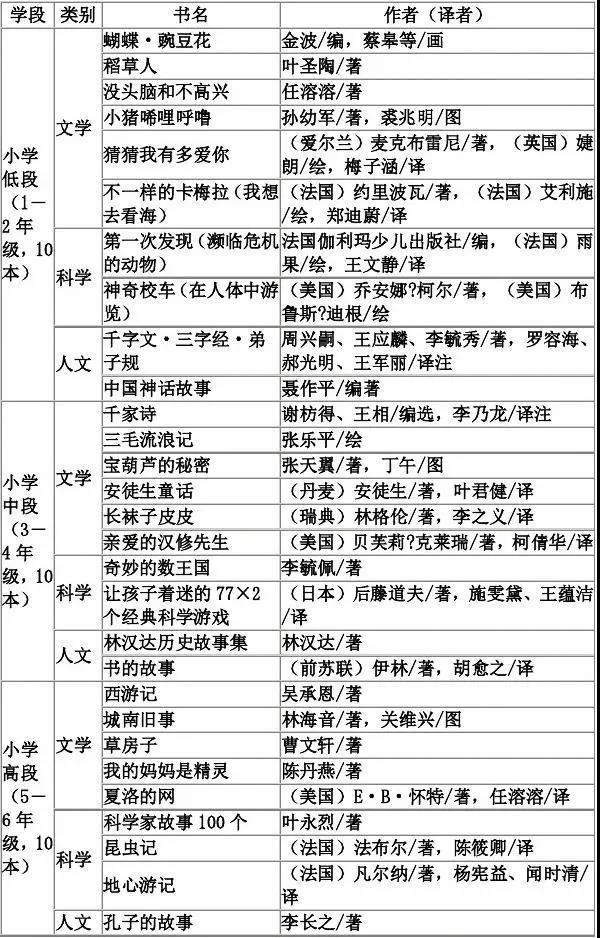 学段 类别 书名 作者（译者）
小学
低段
（1—
2年
级，10
本）
文学
蝴蝶·豌豆花 金波/编，蔡皋等/画
稻草人 叶圣陶/著
没头脑和不高兴 任溶溶/著
小猪唏哩呼噜 孙幼军/著，裘兆明/图
猜猜我有多爱你 （爱尔兰）麦克布雷尼/著，（英国）婕
朗/绘，梅子涵/译
不一样的卡梅拉（我想 （法国）约里波瓦/著，（法国）艾利施
去看海） /绘，郑迪蔚/译
科学
第一次发现（濒临危机 法国伽利玛少儿出版社/编，（法国）雨
的动物） 果/绘，王文静/译
神奇校车（在人体中游 （美国）乔安娜?柯尔/著，（美国）布
览） 鲁斯?迪根/绘
人文
千字文·三字经·弟 周兴嗣、王应麟、李毓秀/著，罗容海、
子规 郝光明、王军丽/译注
中国神话故事 聂作平/编著
小学
中段
（3—
4年
级，10
本）
文学
千家诗 谢枋得、王相/编选，李乃龙/译注
三毛流浪记 张乐平/绘
宝葫芦的秘密 张天翼/著，丁午/图
安徒生童话 （丹麦）安徒生/著，叶君健/译
长袜子皮皮 （瑞典）林格伦/著，李之义/译
亲爱的汉修先生 （美国）贝芙莉?克莱瑞/著，柯倩华/译
科学
奇妙的数王国 李毓佩/著
让孩子着迷的77×2 （日本）后藤道夫/著，施雯黛、王蕴洁
个经典科学游戏 /译
人文
林汉达历史故事集 林汉达/著
书的故事 （前苏联）伊林/著，胡愈之/译
小学
高段
（5—
6年
级，10
本）
文学
西游记 吴承恩/著
城南旧事 林海音/著，关维兴/图
草房子 曹文轩/著
我的妈妈是精灵 陈丹燕/著
夏洛的网 （美国）E·B·怀特/著，任溶溶/译
科学
科学家故事100个 叶永烈/著
昆虫记 （法国）法布尔/著，陈筱卿/译
地心游记 （法国）凡尔纳/著，杨宪益、闻时清/
译
人文 孔子的故事 李长之/著